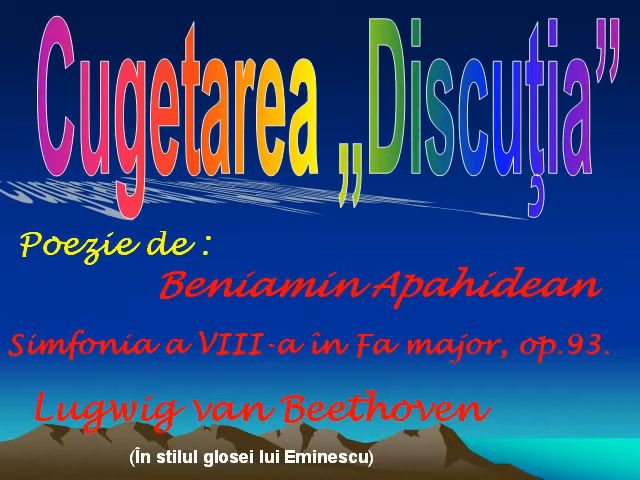 Cugetarea „Discuţia”
Poezie de :
Beniamin Apahidean
Simfonia a VIII-a în Fa major, op.93.
Lugwig van Beethoven
(În stilul glosei lui Eminescu)